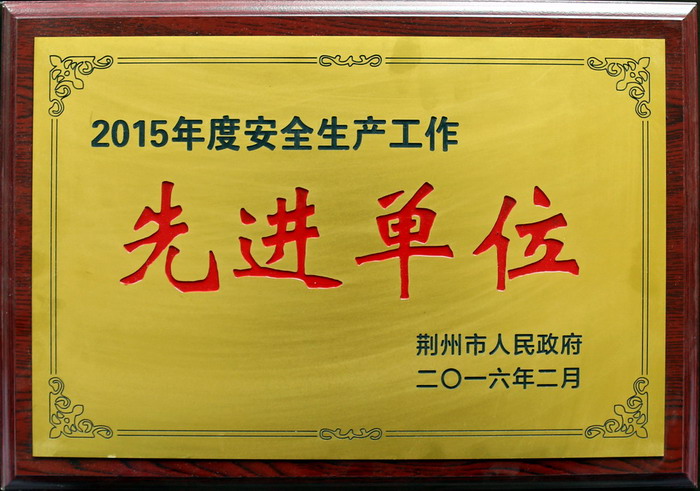 2015年度安全生产工作
先进单位
荆州市人民政府
二〇一六年二月